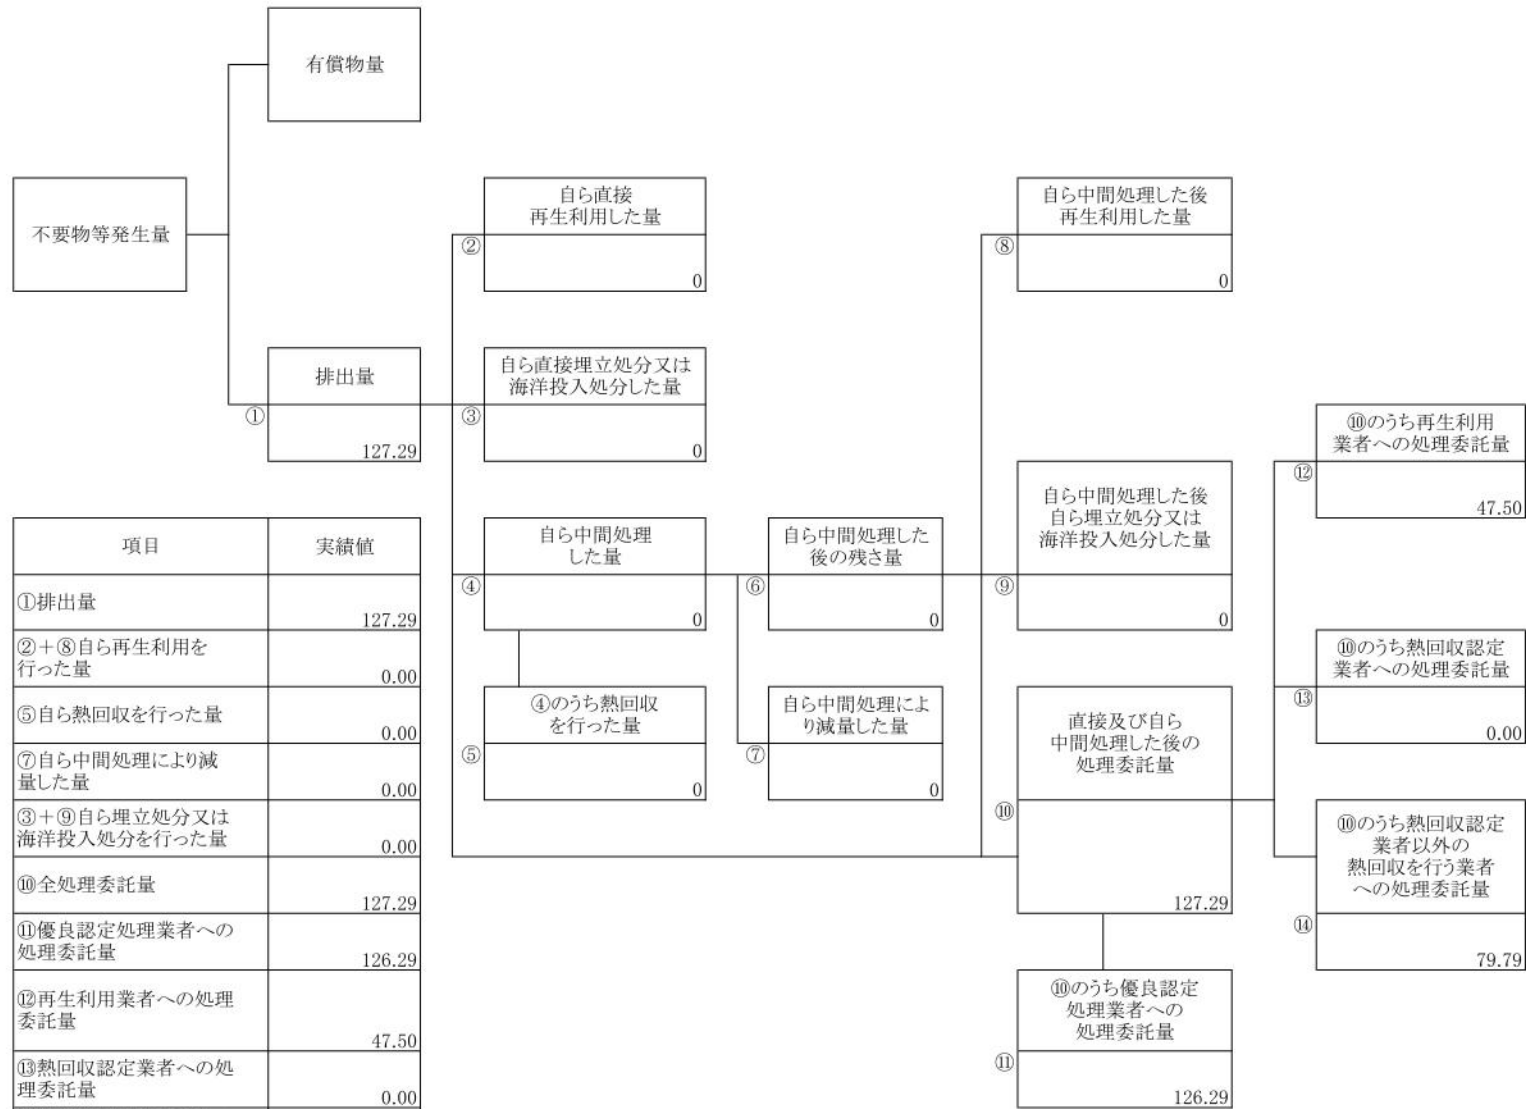 有償物量
不要物等発生量
自ら直接
再生利用した量
②
0
自ら中間処理した後
再生利用した量
⑧
0
排出量
①
127.29
自ら直接埋立処分又は
海洋投入処分した量
③
0
⑩のうち再生利用
業者への処理委託量
⑫
47.50
自ら中間処理
した量
④
0
自ら中間処理した
後の残さ量
⑥
0
自ら中間処理した後
自ら埋立処分又は
海洋投入処分した量
⑨
0
⑩のうち熱回収認定
業者への処理委託量
⑬
0.00
④のうち熱回収
を行った量
⑤
0
自ら中間処理によ
り減量した量
⑦
0
直接及び自ら
中間処理した後の
処理委託量
⑩
127.29
⑩のうち熱回収認定
業者以外の
熱回収を行う業者
への処理委託量
⑭
79.79
⑩のうち優良認定
処理業者への
処理委託量
⑪
126.29
項目
実績値
①排出量
127.29
②+⑧自ら再生利用を
行った量
0.00
⑤自ら熱回収を行った量
0.00
⑦自ら中間処理により減
量した量
0.00
③+⑨自ら埋立処分又は
海洋投入処分を行った量
0.00
⑩全処理委託量
127.29
⑪優良認定処理業者への
処理委託量
126.29
⑫再生利用業者への処理
委託量
47.50
⑬熱回収認定業者への処
理委託量
0.00